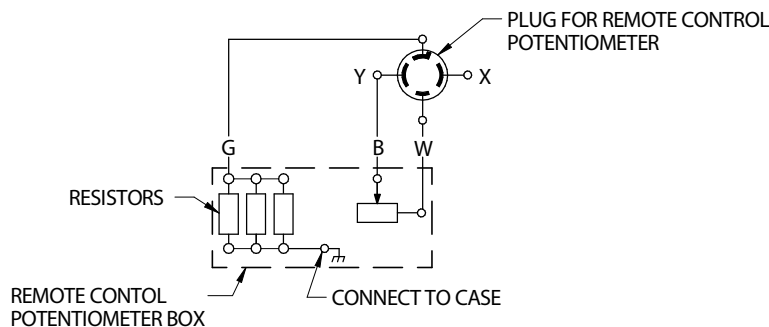 PLUG FOR REMOTE CONTROL
POTENTIOMETER
Y
X
G
B
W
RESISTORS
REMOTE CONTOL
POTENTIOMETER BOX
CONNECT TO CASE